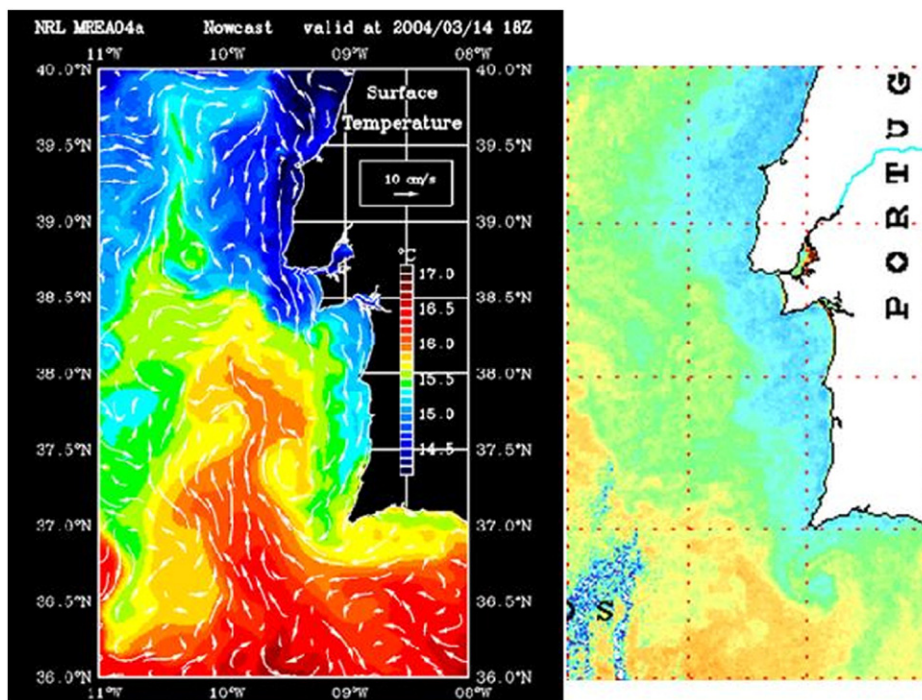 NRL MREA04a Nowcast valid at 2004/03/14 18Z
11°W 10°W 09°W 08°W
40.0°N 40.0°N
Surface
Temperature
39.5°N 39.5°N
10 cm/s
39.0°N 39.0°N
°C
17.0
38.5°N 38.5°N
16.5
16.0
38.0°N 38.0°N
15.5
15.0
37.5°N 37.5°N
14.5
37.0°N 37.0°N
36.5°N 36.5°N
36.0°N 36.0°N
11°W 10°W 09°W 08°W
PORTUG
S